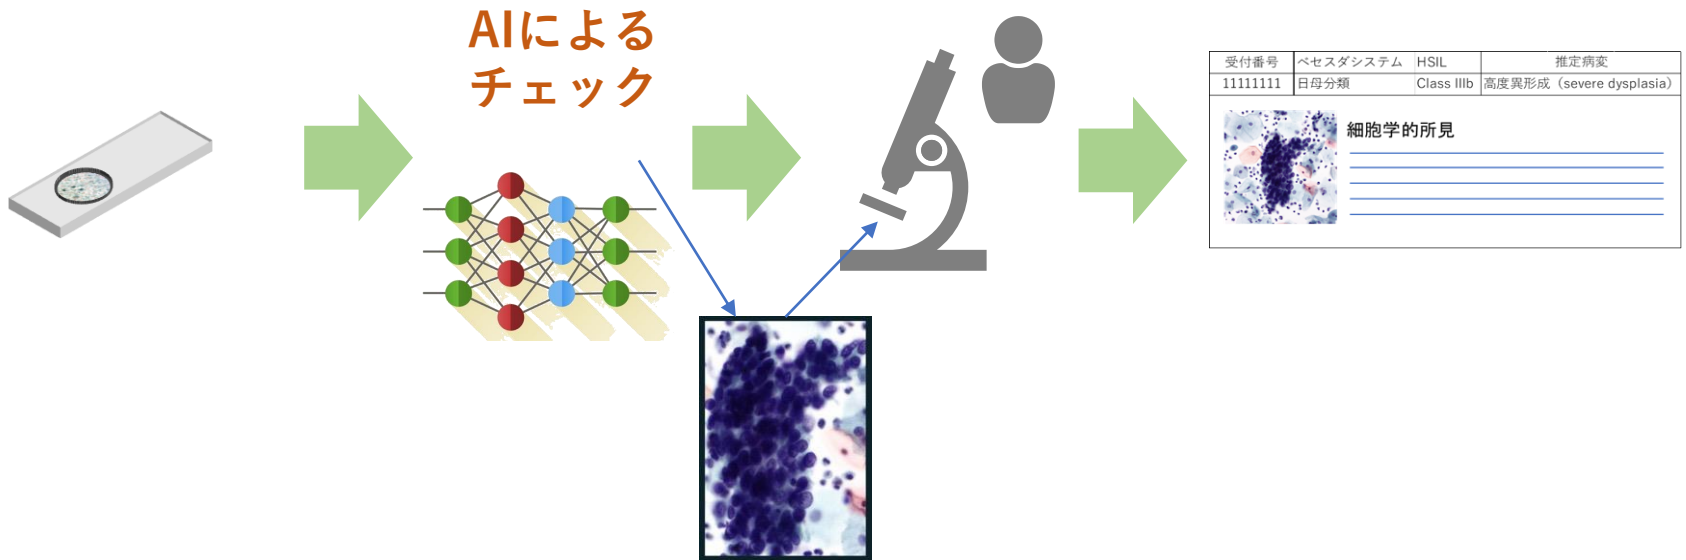 AIによる
チェック
受付番号 ベセスダシステム HSIL 推定病変
11111111 日母分類 Class IIIb 高度異形成（severe dysplasia）
細胞学的所見